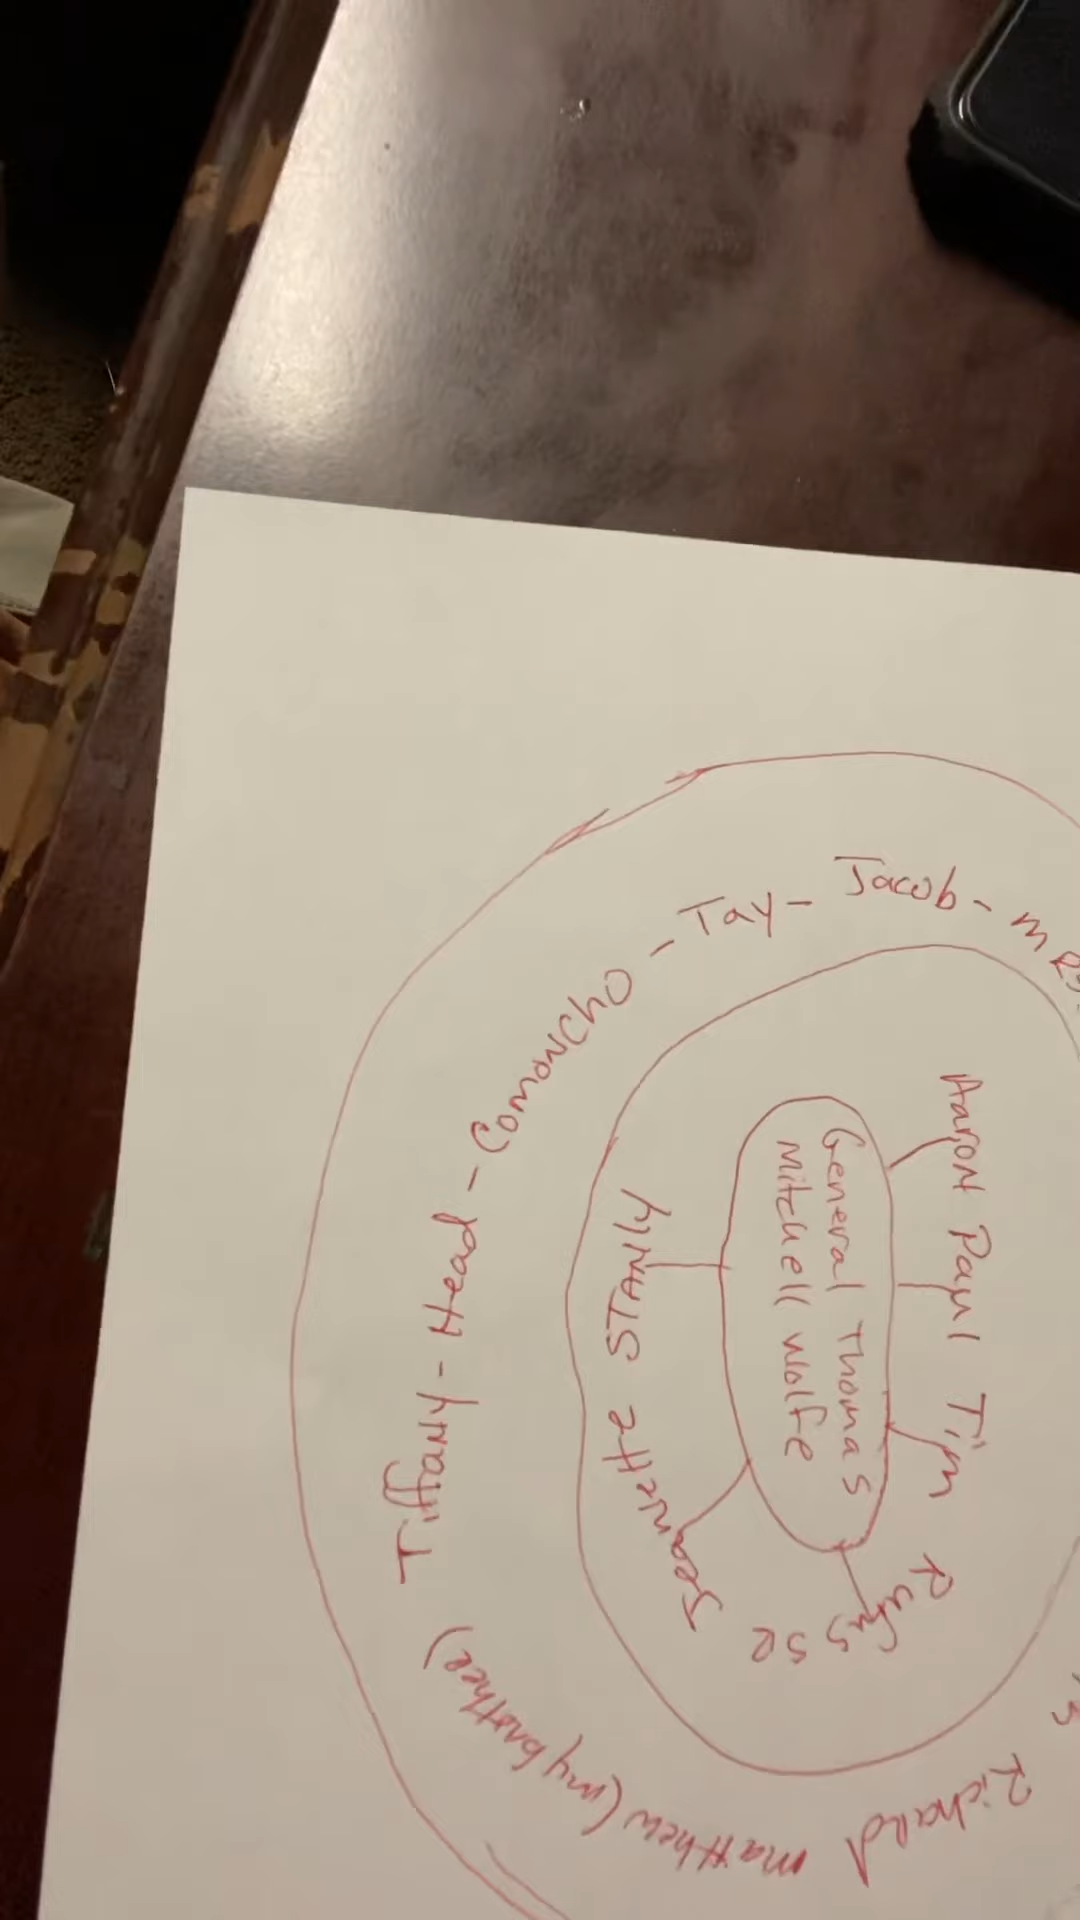 General Thomas
Mitchell Wolfe
Aaron Paul Tim Rufus SR
Jeanette STANLY
Tiffany - Head - Comoncho - Tay - Jacob -
Richard matthew (my brother)